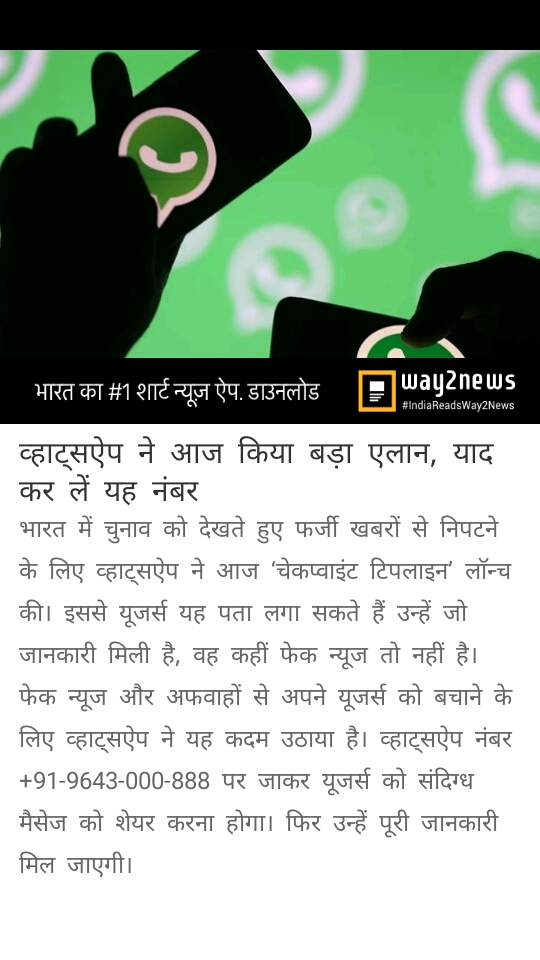 भारत का #1 शार्ट न्यूज़ ऐप. डाउनलोड
way2news
#IndiaReadsWay2News
व्हाट्सऐप ने आज किया बड़ा एलान, याद
कर लें यह नंबर
भारत में चुनाव को देखते हुए फर्जी खबरों से निपटने
के लिए व्हाट्सऐप ने आज ‘चेकप्वाइंट टिपलाइन’ लॉन्च
की। इससे यूजर्स यह पता लगा सकते हैं उन्हें जो
जानकारी मिली है, वह कहीं फेक न्यूज तो नहीं है।
फेक न्यूज और अफवाहों से अपने यूजर्स को बचाने के
लिए व्हाट्सऐप ने यह कदम उठाया है। व्हाट्सऐप नंबर
+91-9643-000-888 पर जाकर यूजर्स को संदिग्ध
मैसेज को शेयर करना होगा। फिर उन्हें पूरी जानकारी
मिल जाएगी।